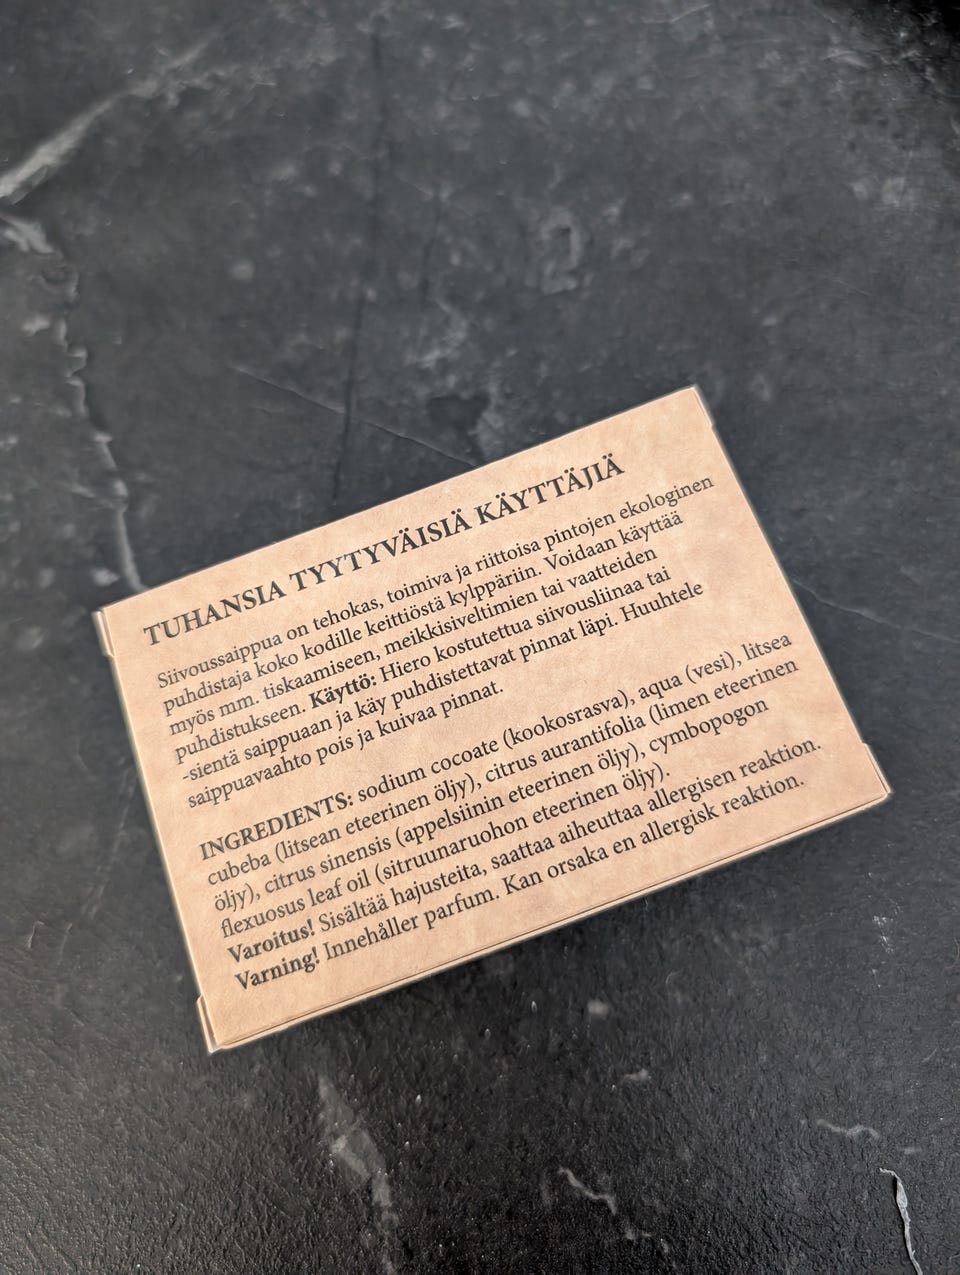 TUHANSIA TYYTYVÄISIÄ KÄYTTÄJIÄ
Siivoussaippua on tehokas, toimiva ja riittoisa pintojen ekologinen
puhdistaja koko kodille keittiöstä kylppäriin. Voidaan käyttää
myös mm. tiskaamiseen, meikkisiveltimien tai vaatteiden
puhdistukseen. Käyttö: Hiero kostutettua siivousliinaa tai
-sientä saippuaan ja käy puhdistettavat pinnat läpi. Huuhtele
saippuavaahto pois ja kuivaa pinnat.
INGREDIENTS: sodium cocoate (kookosrasva), aqua (vesi), litsea
cubeba (litsean eteerinen öljy), citrus aurantifolia (limen eteerinen
öljy), citrus sinensis (appelsiinin eteerinen öljy), cymbopogon
flexuosus leaf oil (sitruunaruohon eteerinen öljy).
Varoitus! Sisältää hajusteita, saattaa aiheuttaa allergisen reaktion.
Varning! Innehåller parfum. Kan orsaka en allergisk reaktion.